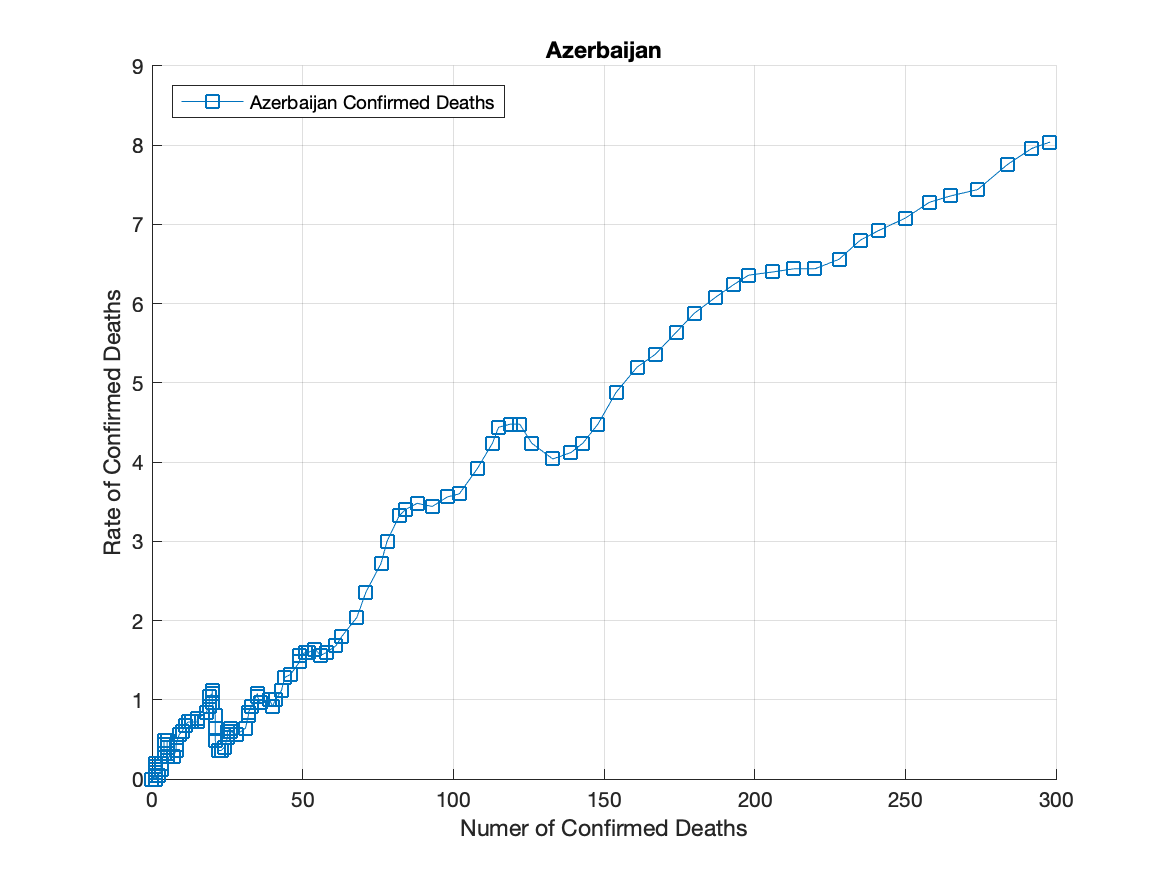 Azerbaijan
Azerbaijan Confirmed Deaths
9
8
7
6
5
4
3
2
1
0
Rate of Confirmed Deaths
0 50 100 150 200 250 300
Numer of Confirmed Deaths